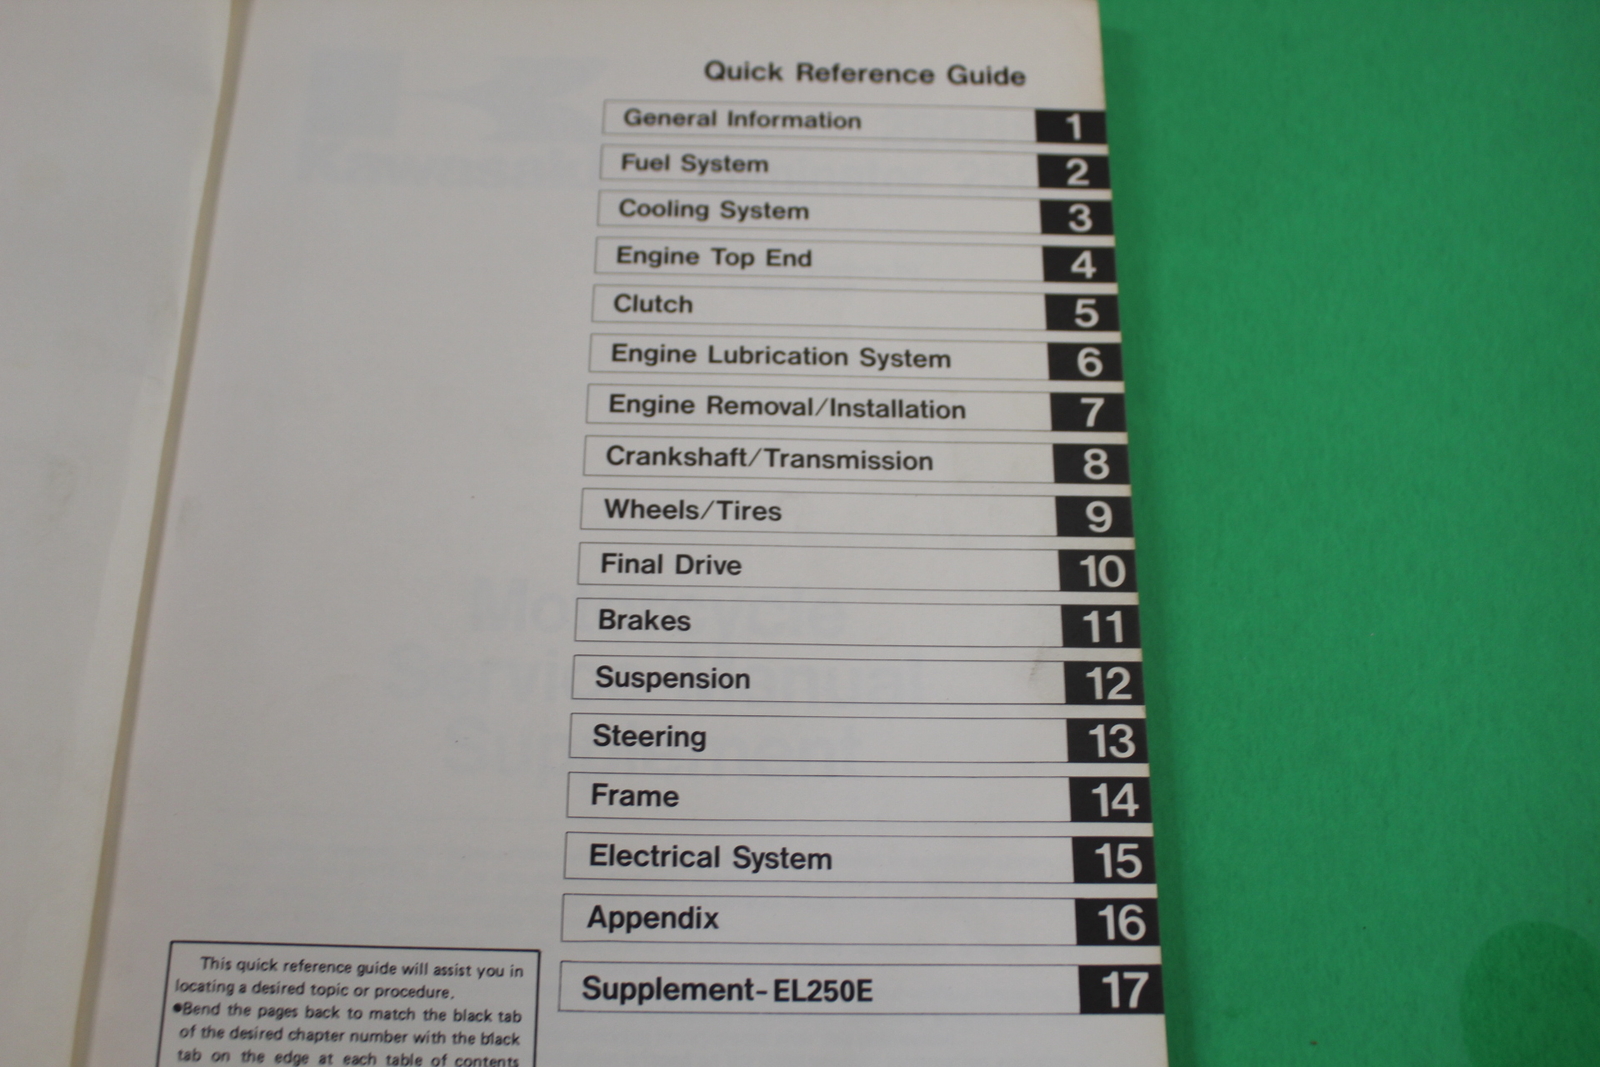 Quick Reference Guide
General Information 1
Fuel System 2
Cooling System 3
Engine Top End 4
Clutch 5
Engine Lubrication System 6
Engine Removal/Installation 7
Crankshaft/Transmission 8
Wheels/Tires 9
Final Drive 10
Brakes 11
Suspension 12
Steering 13
Frame 14
Electrical System 15
Appendix 16
Supplement-EL250E 17
This quick reference guide will assist you in
locating a desired topic or procedure.
●Bend the pages back to match the black tab
of the desired chapter number with the black
tab on the edge at each table of contents